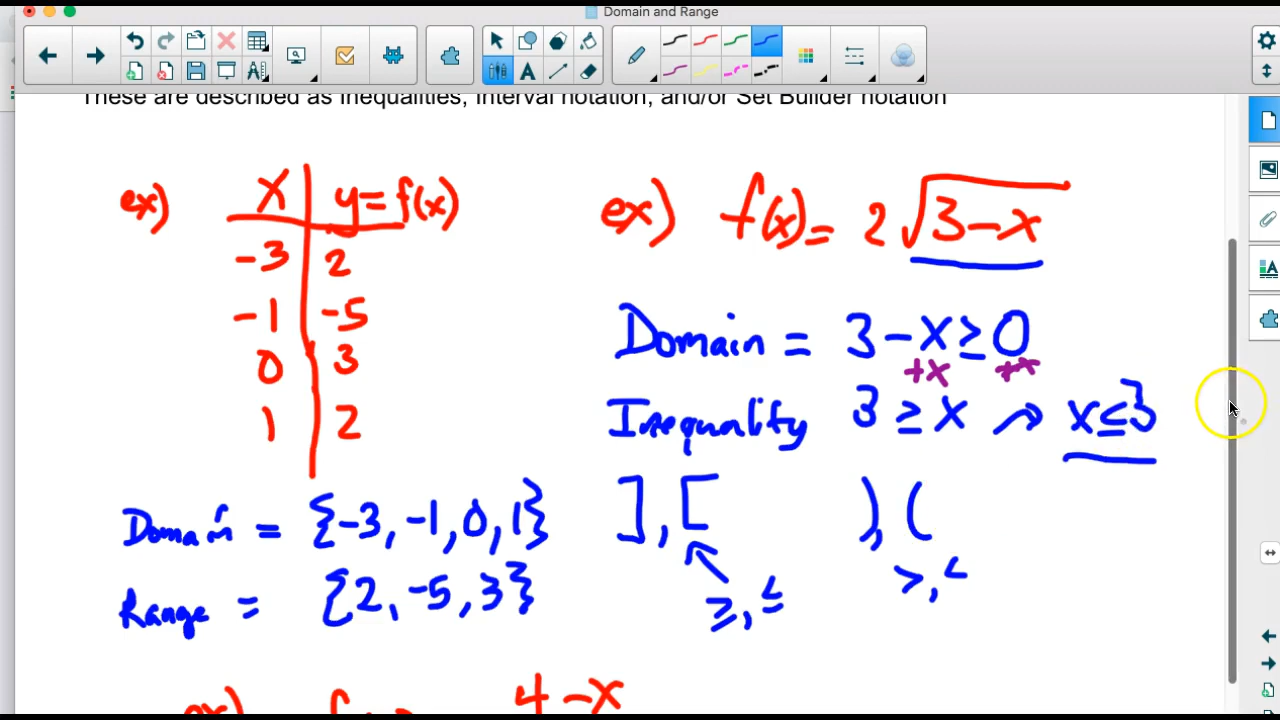 Domain and Range
These are described as Inequalities, Interval notation, and/or Set Builder notation
ex)
x | y = f(x)
-3 | 2
-1 | -5
0 | 3
1 | 2
Domain = {-3, -1, 0, 1}
Range = {2, -5, 3}
ex) f(x) = 2√(3-x)
Domain = 3-x ≥ 0
+x +x
Inequality 3 ≥ x → x ≤ 3
], [ ), (
≥, ≤ >, <
ex)
4-x